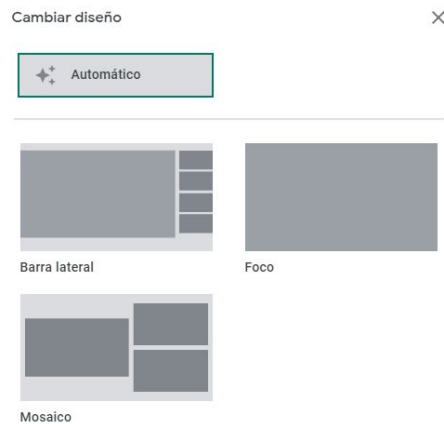 Cambiar diseño
Automático
Barra lateral
Foco
Mosaico